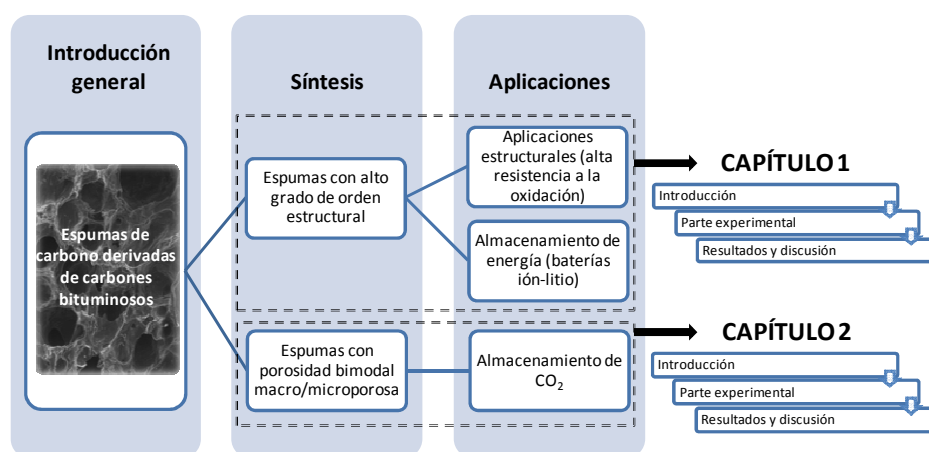 Introducción
general
Espumas de
carbono derivadas
de carbones
bituminosos
Síntesis
Espumas con alto
grado de orden
estructural
Espumas con
porosidad bimodal
macro/microporosa
Aplicaciones
Aplicaciones
estructurales (alta
resistencia a la
oxidación)
Almacenamiento de
energía (baterías
ión-litio)
Almacenamiento de
CO₂
CAPÍTULO 1
Introducción
Parte experimental
Resultados y discusión
CAPÍTULO 2
Introducción
Parte experimental
Resultados y discusión